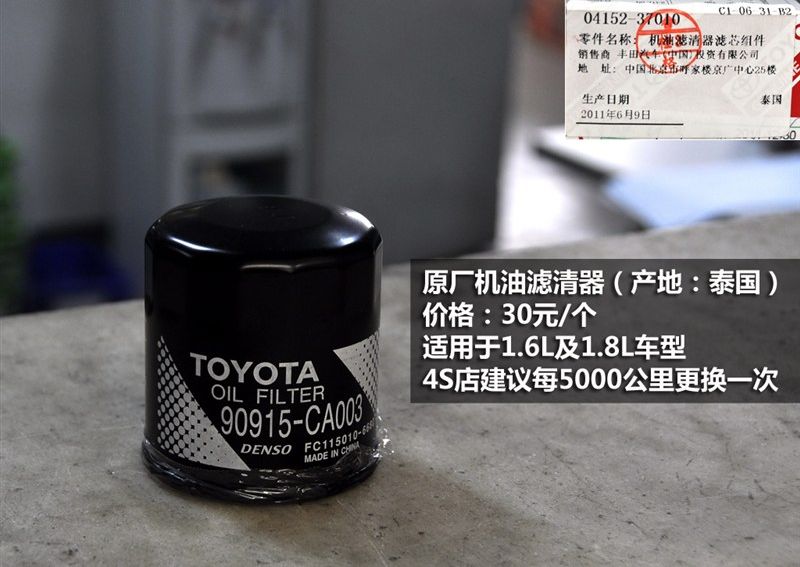 C1-06 31-B2
04152-37010
零件名称: 机油滤清器滤芯组件
销售商 丰田汽车(中国)投资有限公司
地 址: 中国北京市呼家楼京广中心25楼
生产日期 泰国
2011年6月9日
原厂机油滤清器（产地：泰国）
价格：30元/个
适用于1.6L及1.8L车型
4S店建议每5000公里更换一次
TOYOTA
OIL FILTER
90915-CA003
DENSO
MADE IN CHINA